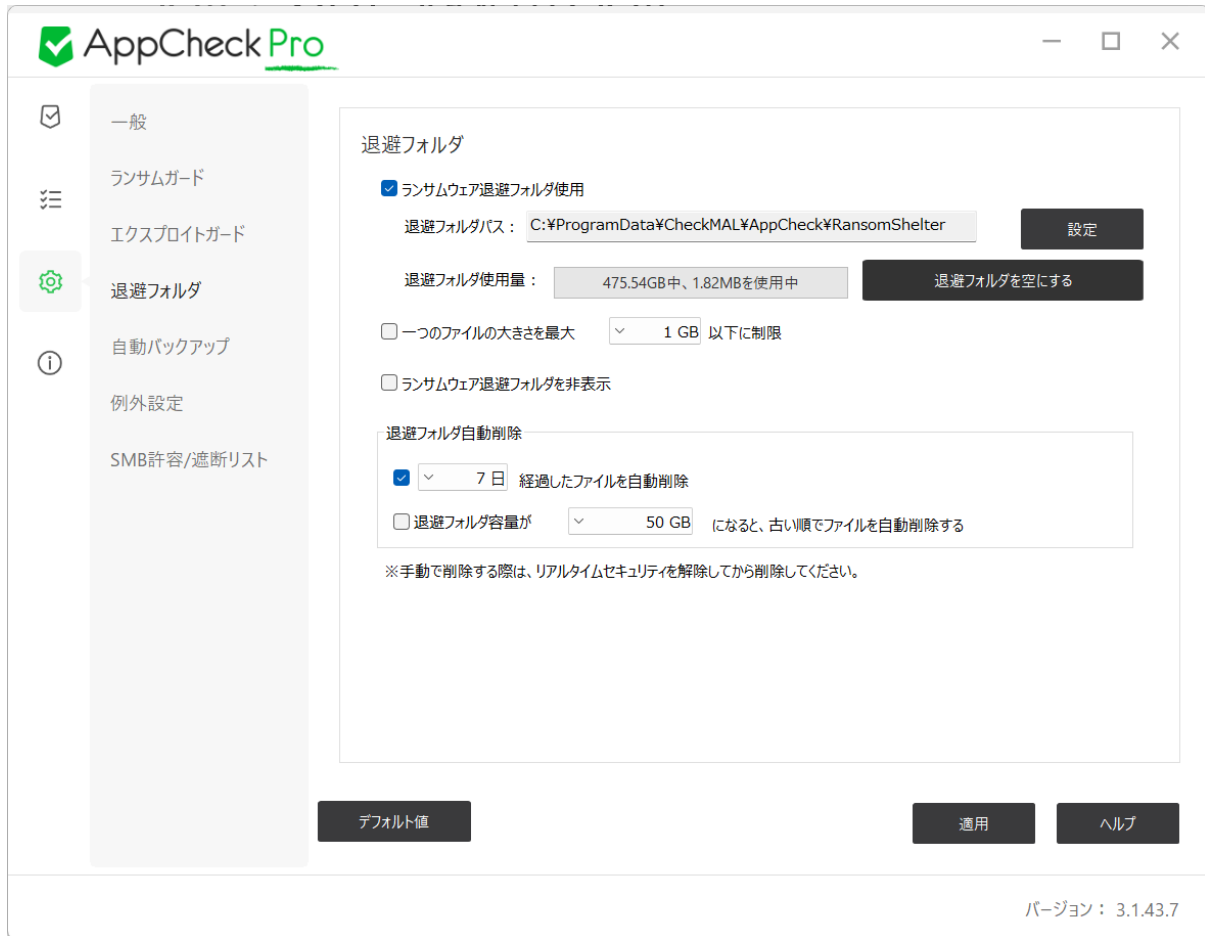 AppCheck Pro
一般
ランサムガード
エクスプロイトガード
退避フォルダ
自動バックアップ
例外設定
SMB許容/遮断リスト
退避フォルダ
ランサムウェア退避フォルダ使用
退避フォルダパス： C:¥ProgramData¥CheckMAL¥AppCheck¥RansomShelter 設定
退避フォルダ使用量： 475.54GB中、1.82MBを使用中 退避フォルダを空にする
一つのファイルの大きさを最大 1 GB 以下に制限
ランサムウェア退避フォルダを非表示
退避フォルダ自動削除
7 日 経過したファイルを自動削除
退避フォルダ容量が 50 GB になると、古い順でファイルを自動削除する
※手動で削除する際は、リアルタイムセキュリティを解除してから削除してください。
デフォルト値 適用 ヘルプ
バージョン： 3.1.43.7